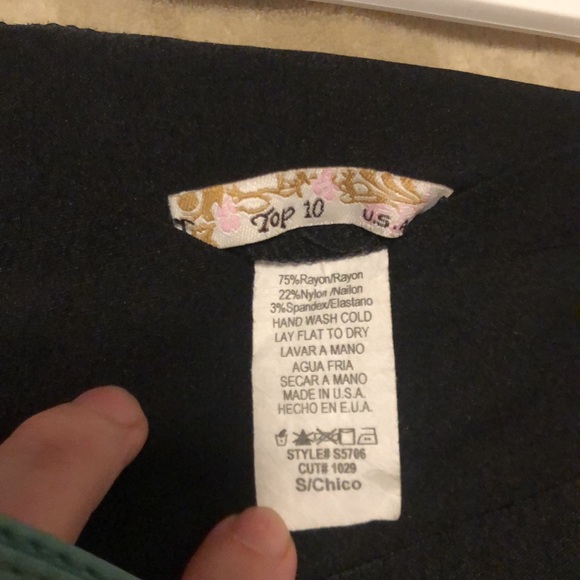 T Top 10 U.S.A
75%Rayon/Rayon
22%Nylon /Nailon
3%Spandex/Elastano
HAND WASH COLD
LAY FLAT TO DRY
LAVAR A MANO
AGUA FRIA
SECAR A MANO
MADE IN U.S.A.
HECHO EN E.U.A.
STYLE# S5706
CUT# 1029
S/Chico